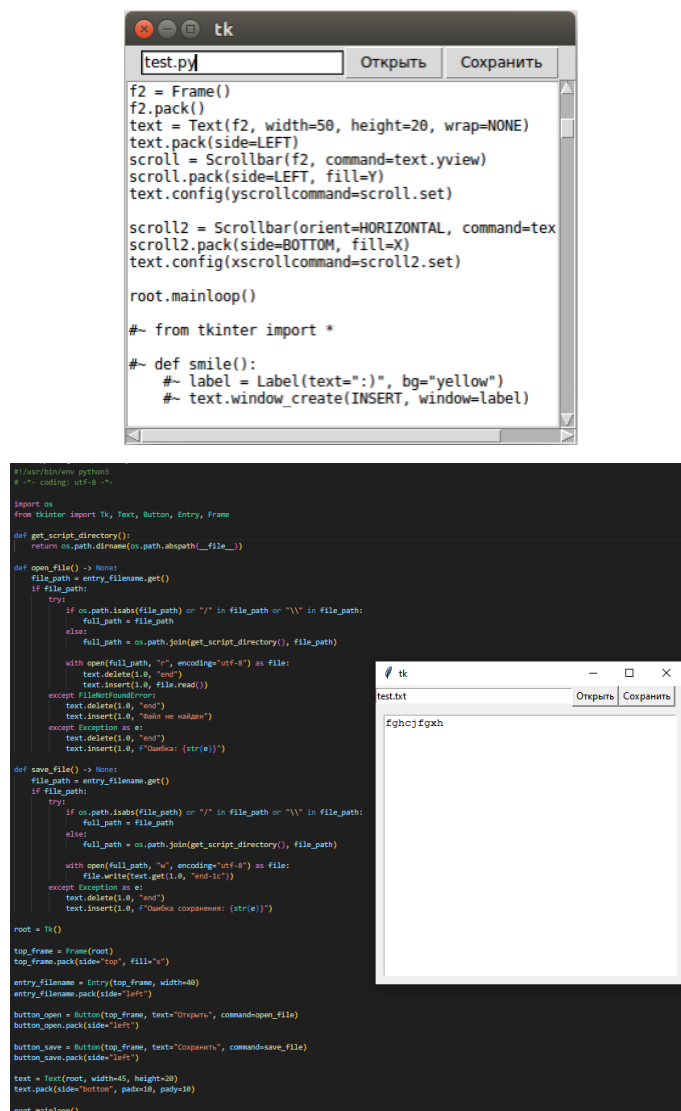 tk
test.py Открыть Сохранить
f2 = Frame()
f2.pack()
text = Text(f2, width=50, height=20, wrap=NONE)
text.pack(side=LEFT)
scroll = Scrollbar(f2, command=text.yview)
scroll.pack(side=LEFT, fill=Y)
text.config(yscrollcommand=scroll.set)
scroll2 = Scrollbar(orient=HORIZONTAL, command=tex
scroll2.pack(side=BOTTOM, fill=X)
text.config(xscrollcommand=scroll2.set)
root.mainloop()
#~ from tkinter import *
#~ def smile():
#~ label = Label(text=":)", bg="yellow")
#~ text.window_create(INSERT, window=label)
#!/usr/bin/env python3
# -*- coding: utf-8 -*-
import os
from tkinter import Tk, Text, Button, Entry, Frame
def get_script_directory():
return os.path.dirname(os.path.abspath(__file__))
def open_file() -> None:
file_path = entry_filename.get()
if file_path:
try:
if os.path.isabs(file_path) or "/" in file_path or "\\" in file_path:
full_path = file_path
else:
full_path = os.path.join(get_script_directory(), file_path)
with open(full_path, "r", encoding="utf-8") as file:
text.delete(1.0, "end")
text.insert(1.0, file.read())
except FileNotFoundError:
text.delete(1.0, "end")
text.insert(1.0, "Файл не найден")
except Exception as e:
text.delete(1.0, "end")
text.insert(1.0, f"Ошибка: {str(e)}")
def save_file() -> None:
file_path = entry_filename.get()
if file_path:
try:
if os.path.isabs(file_path) or "/" in file_path or "\\" in file_path:
full_path = file_path
else:
full_path = os.path.join(get_script_directory(), file_path)
with open(full_path, "w", encoding="utf-8") as file:
file.write(text.get(1.0, "end-1c"))
except Exception as e:
text.delete(1.0, "end")
text.insert(1.0, f"Ошибка сохранения: {str(e)}")
root = Tk()
top_frame = Frame(root)
top_frame.pack(side="top", fill="x")
entry_filename = Entry(top_frame, width=40)
entry_filename.pack(side="left")
button_open = Button(top_frame, text="Открыть", command=open_file)
button_open.pack(side="left")
button_save = Button(top_frame, text="Сохранить", command=save_file)
button_save.pack(side="left")
text = Text(root, width=45, height=20)
text.pack(side="bottom", padx=10, pady=10)
root.mainloop()
tk
test.txt Открыть Сохранить
fghcjfgxh